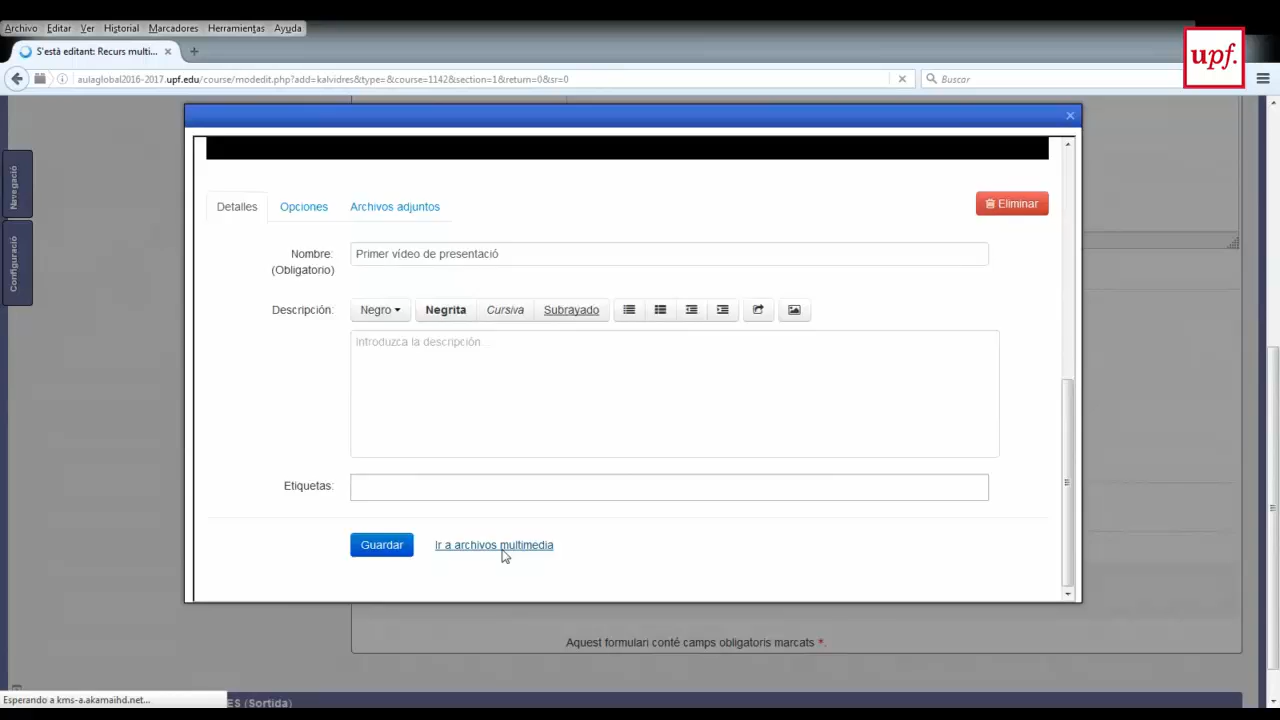 Archivo Editar Ver Historial Marcadores Herramientas Ayuda
S'està editant: Recurs multi...
aulaglobal2016-2017.upf.edu/course/modedit.php?add=kalvidres&type=&course=1142&section=1&return=0&sr=0
Buscar
upf.
Navegació
Configuració
Detalles Opciones Archivos adjuntos
Eliminar
Nombre: Primer vídeo de presentació
(Obligatorio)
Descripción: Negro Negrita Cursiva Subrayado
Introduzca la descripción...
Etiquetas:
Guardar Ir a archivos multimedia
Aquest formulari conté camps obligatoris marcats *.
Esperando a kms-a.akamaihd.net...
ES (Sortida)